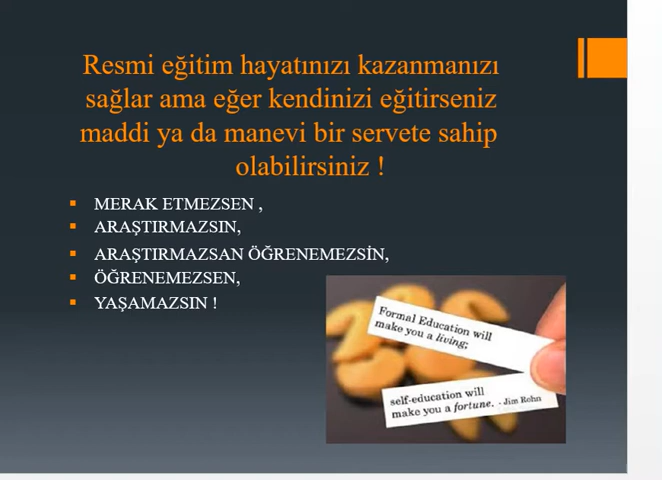 Resmi eğitim hayatınızı kazanmanızı
sağlar ama eğer kendinizi eğitirseniz
maddi ya da manevi bir servete sahip
olabilirsiniz !
MERAK ETMEZSEN ,
ARAŞTIRMAZSIN,
ARAŞTIRMAZSAN ÖĞRENEMEZSİN,
ÖĞRENEMEZSEN,
YAŞAMAZSIN !
Formal Education will
make you a living;
self-education will
make you a fortune. - Jim Rohn